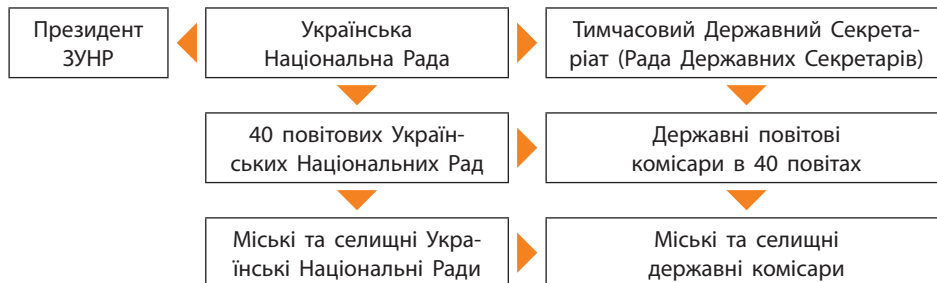 Президент
ЗУНР
Українська
Національна Рада
Тимчасовий Державний Секрета-
ріат (Рада Державних Секретарів)
40 повітових Україн-
ських Національних Рад
Державні повітові
комісари в 40 повітах
Міські та селищні Укра-
їнські Національні Ради
Міські та селищні
державні комісари